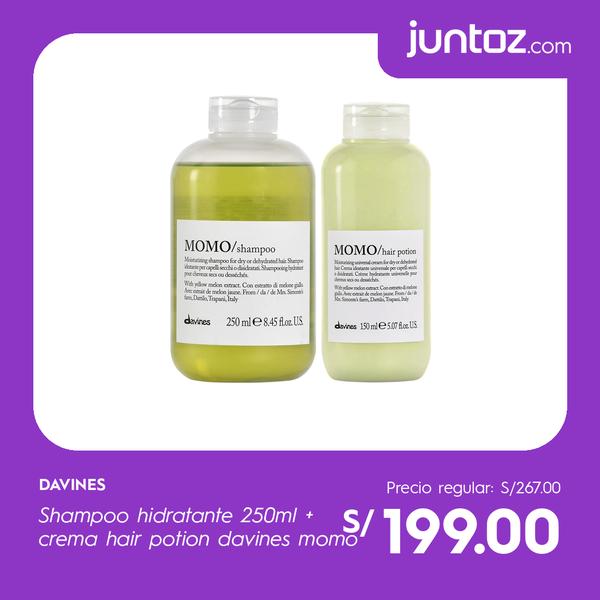 juntoz.com
MOMO/shampoo
Moisturizing shampoo for dry or dehydrated hair Shampoo
idratante per capelli secchi o disidratati. Shampooing hydratant
pour cheveux secs ou desséchés.
With yellow melon extract. Con estratto di melone giallo.
Avec extrait de melon jaune. From / da / de Mr. Simone's
farm, Dattilo, Trapani, Italy
davines 250 ml ℮ 8.45 fl.oz. U.S.
MOMO/hair potion
Moisturizing universal cream for dry or dehydrated
hair Crema idratante universale per capelli secchi
o disidratati. Crème hydratante universelle pour
cheveux secs ou desséchés.
With yellow melon extract. Con estratto di melone
giallo. Avec extrait de melon jaune. From / da / de
Mr. Simone's farm, Dattilo, Trapani, Italy
davines 150 ml ℮ 5.07 fl.oz. U.S.
DAVINES
Shampoo hidratante 250ml +
crema hair potion davines momo
Precio regular: S/267.00
S/199.00